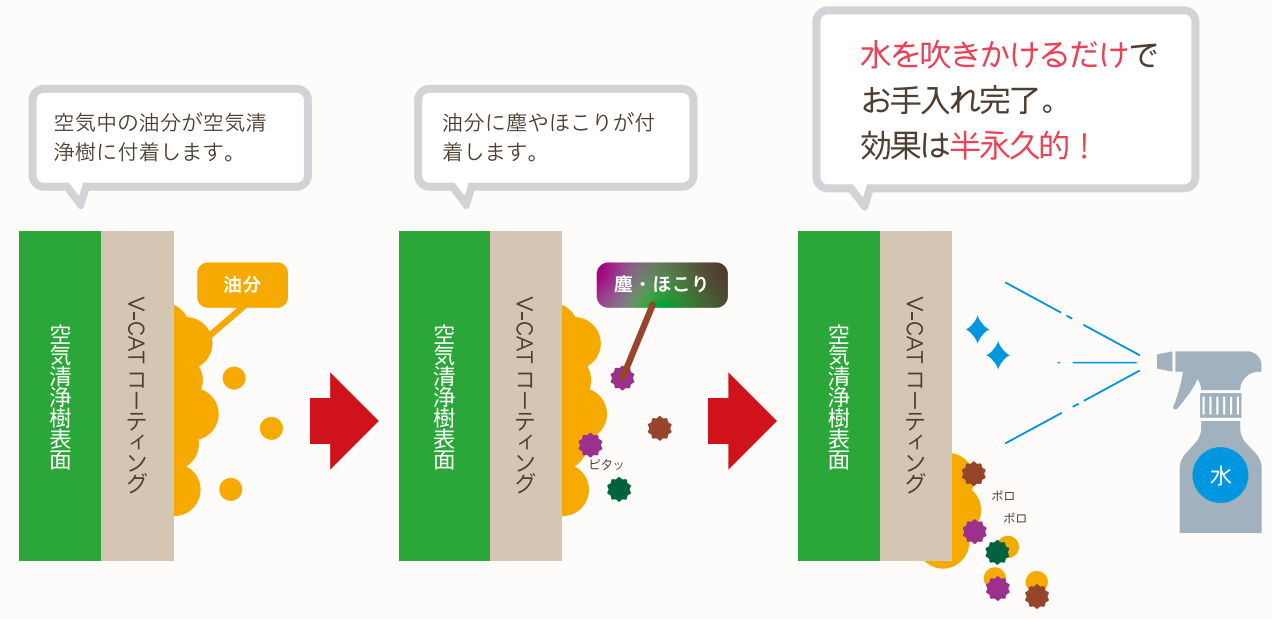 空気中の油分が空気清
浄樹に付着します。
油分
V-CAT コーティング
空気清浄樹表面
油分に塵やほこりが付
着します。
塵・ほこり
ピタッ
V-CAT コーティング
空気清浄樹表面
水を吹きかけるだけで
お手入れ完了。
効果は半永久的！
V-CAT コーティング
空気清浄樹表面
ポロ
ポロ
水